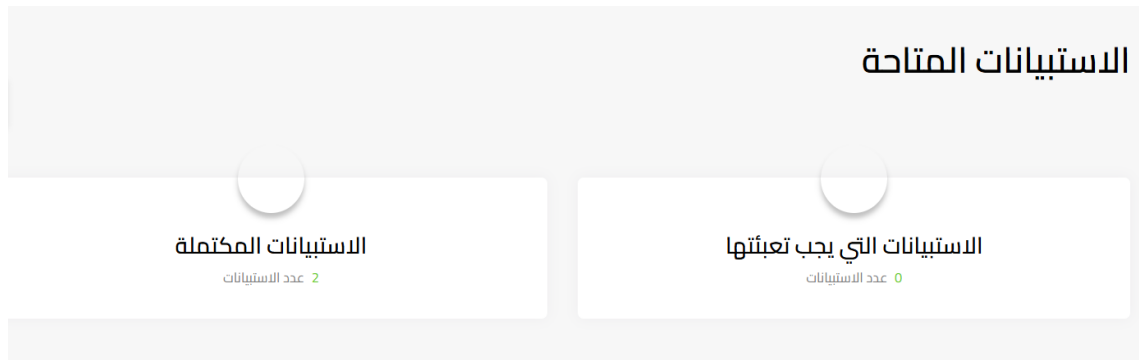 الاستبيانات المتاحة
الاستبيانات التي يجب تعبئتها
0 عدد الاستبيانات
الاستبيانات المكتملة
2 عدد الاستبيانات